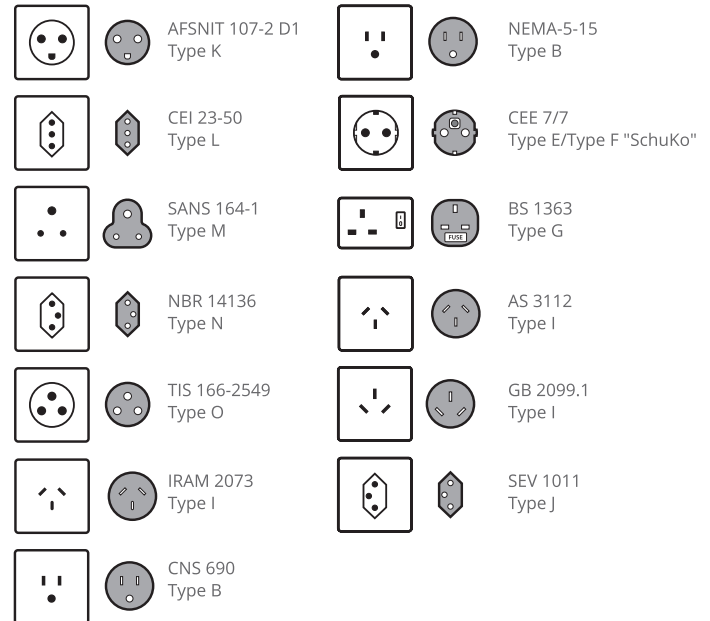 AFSNIT 107-2 D1
Type K
CEI 23-50
Type L
SANS 164-1
Type M
NBR 14136
Type N
TIS 166-2549
Type O
IRAM 2073
Type I
CNS 690
Type B
NEMA-5-15
Type B
CEE 7/7
Type E/Type F "SchuKo"
BS 1363
Type G
FUSE
AS 3112
Type I
GB 2099.1
Type I
SEV 1011
Type J